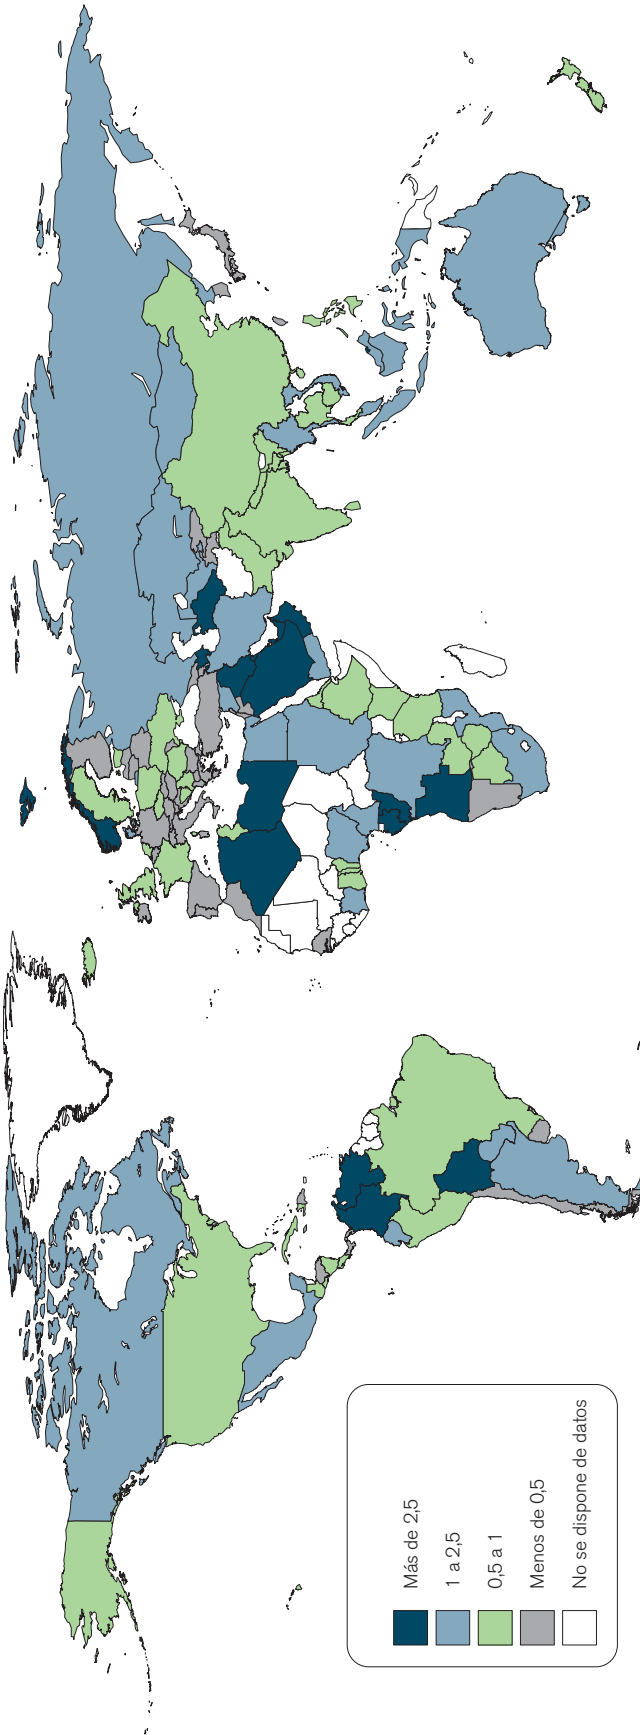 Más de 2,5
1 a 2,5
0,5 a 1
Menos de 0,5
No se dispone de datos